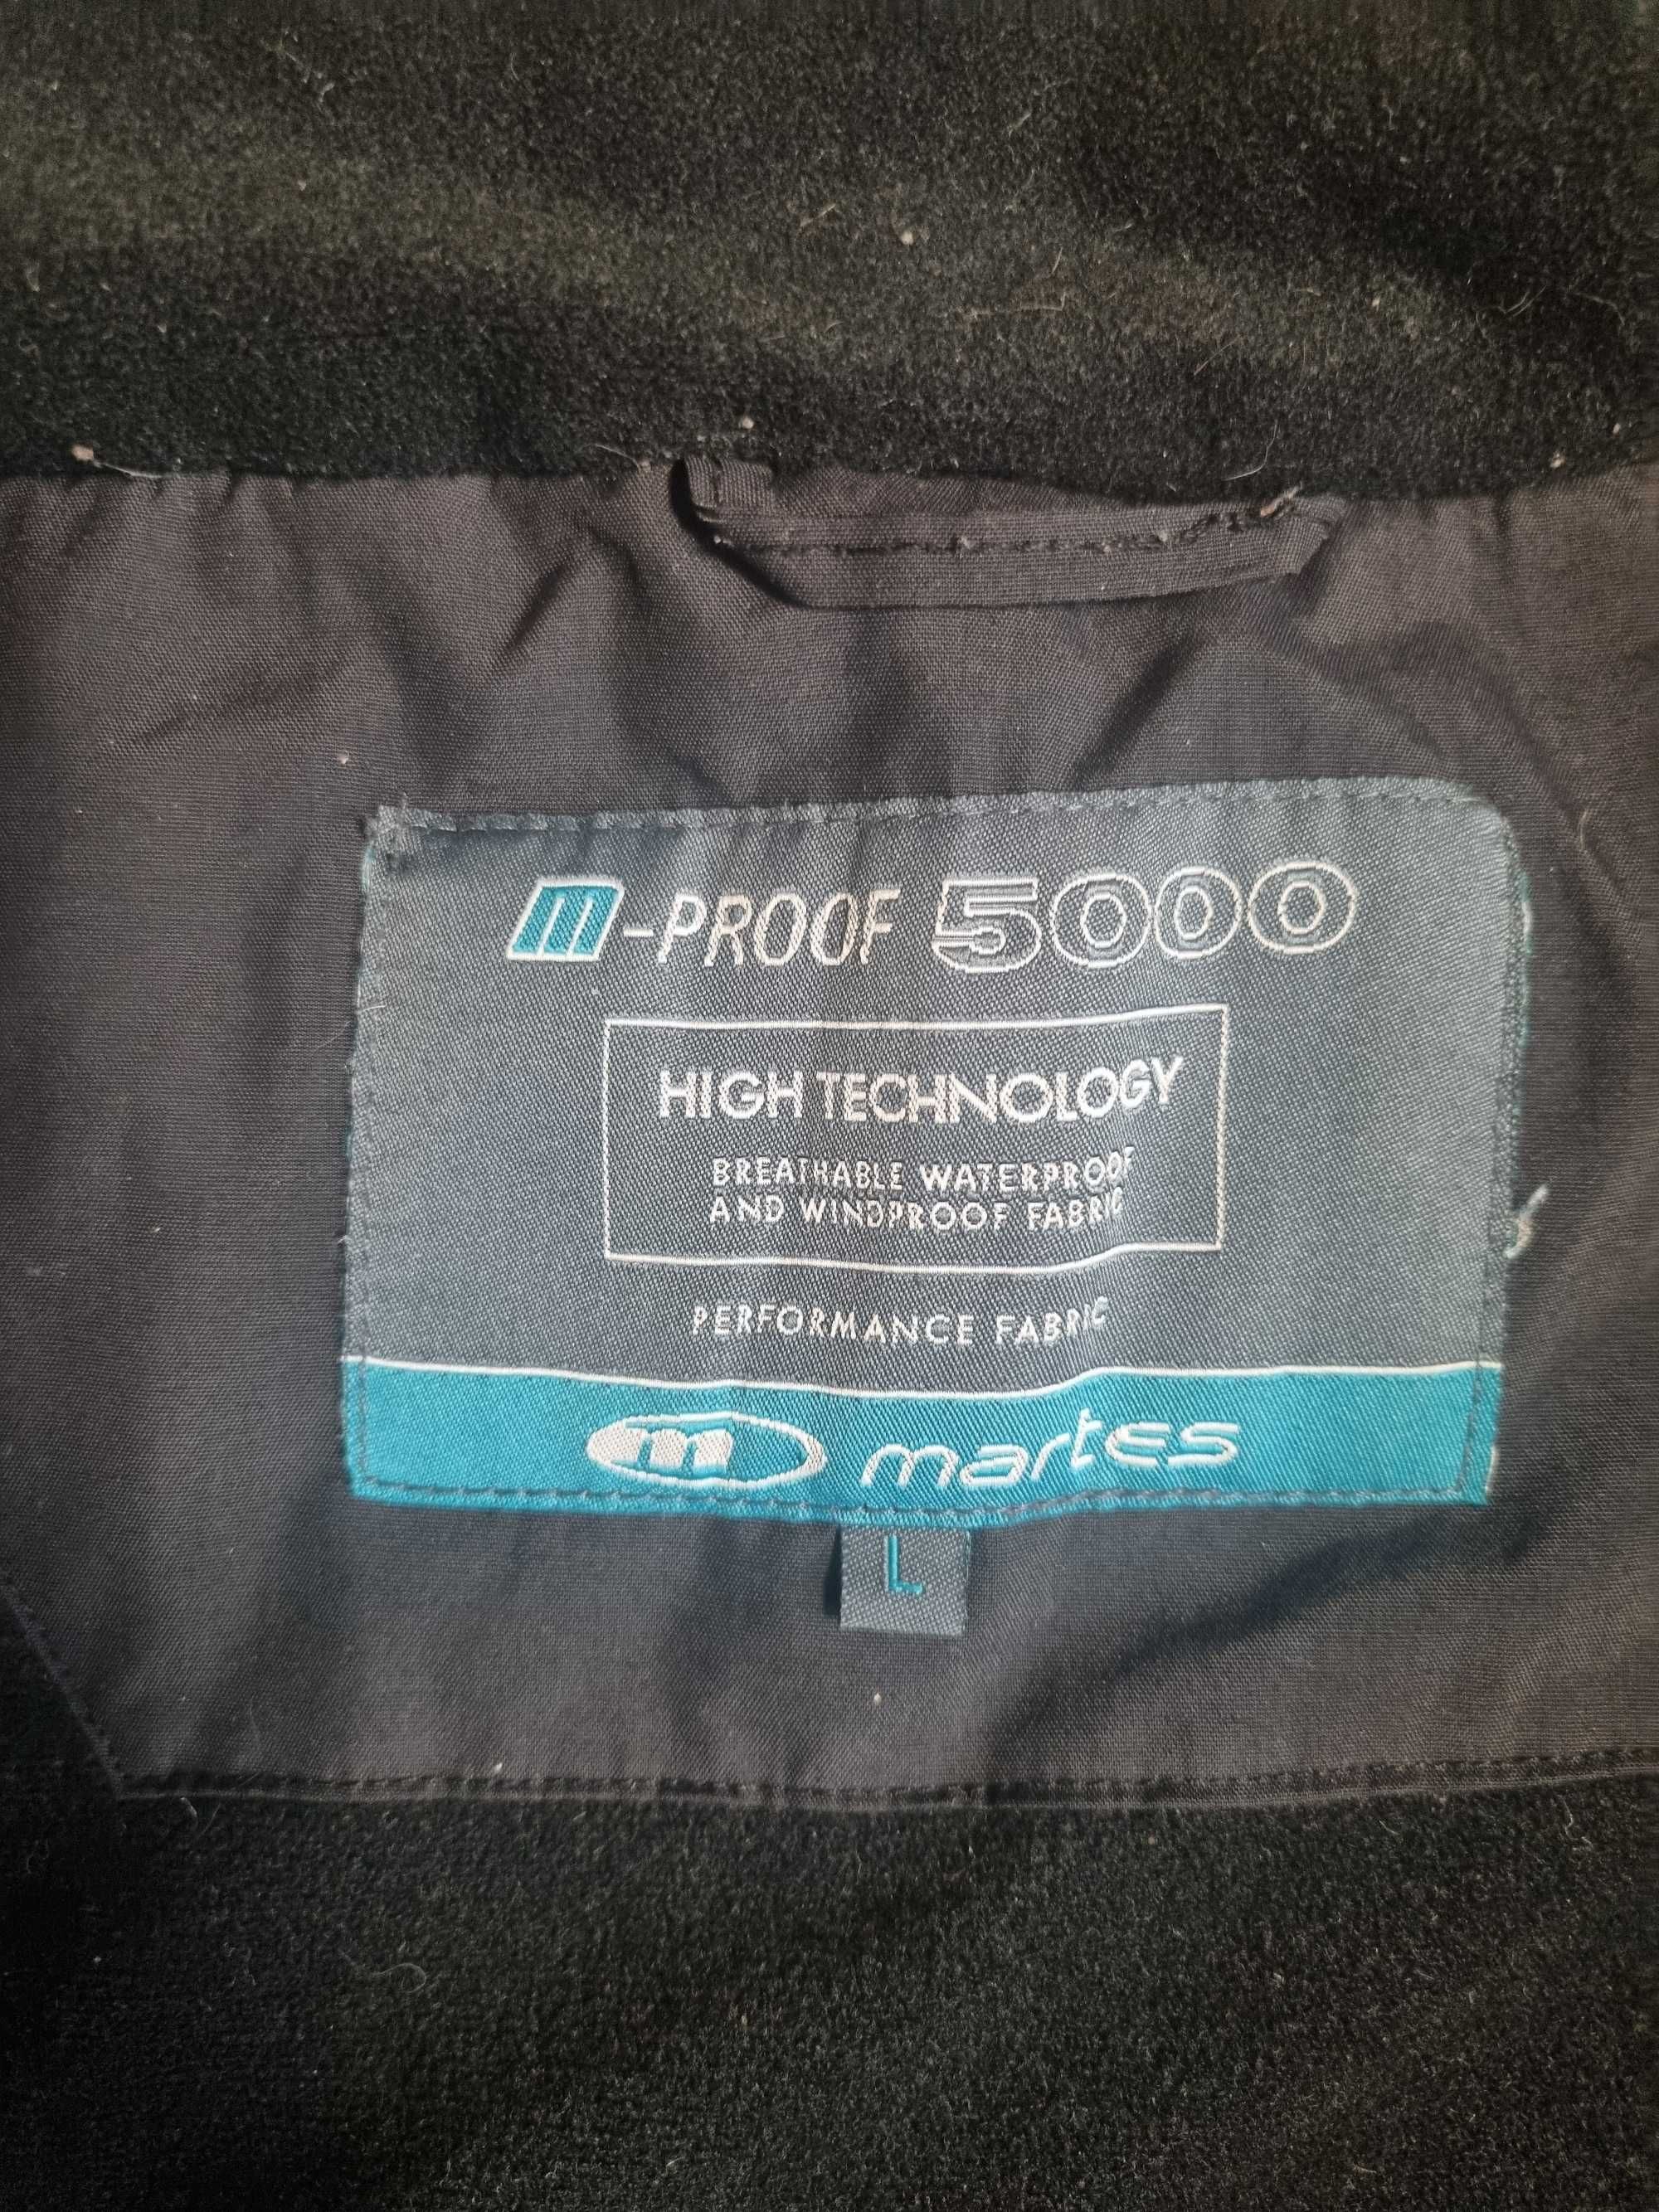 m-PROOF 5000
HIGH TECHNOLOGY
BREATHABLE WATERPROOF
AND WINDPROOF FABRIC
PERFORMANCE FABRIC
m martes
L